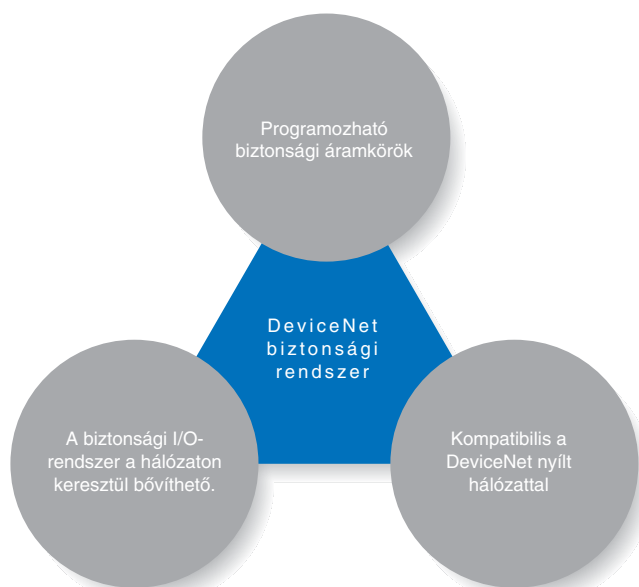 Programozható
biztonsági áramkörök
DeviceNet
biztonsági
rendszer
A biztonsági I/O-
rendszer a hálózaton
keresztül bővíthető.
Kompatibilis a
DeviceNet nyílt
hálózattal